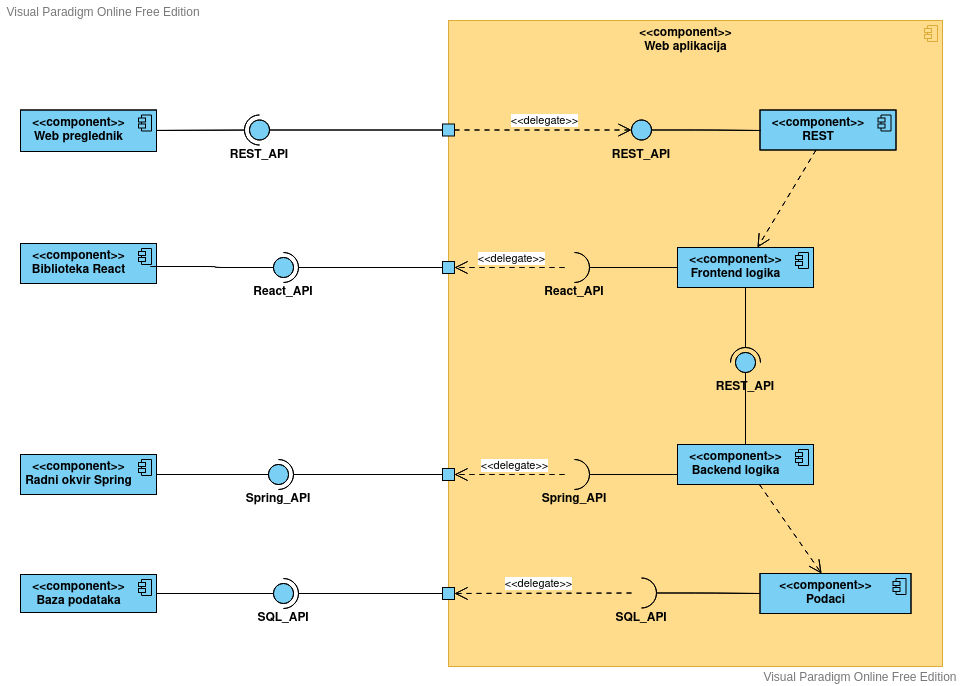 Visual Paradigm Online Free Edition
<<component>>
Web aplikacija
<<component>>
Web preglednik
REST_API
<<delegate>>
REST_API
<<component>>
REST
<<component>>
Biblioteka React
React_API
<<delegate>>
React_API
<<component>>
Frontend logika
REST_API
<<component>>
Radni okvir Spring
Spring_API
<<delegate>>
Spring_API
<<component>>
Backend logika
<<component>>
Baza podataka
SQL_API
<<delegate>>
SQL_API
<<component>>
Podaci
Visual Paradigm Online Free Edition